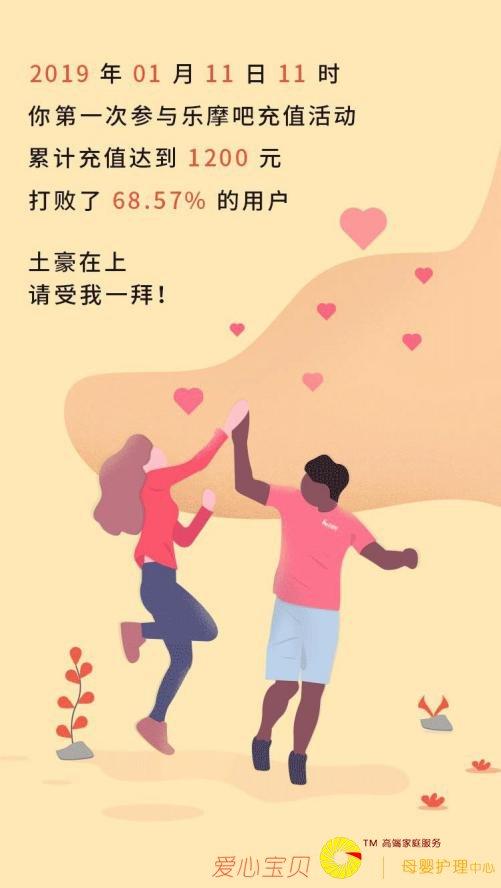 2019 年 01 月 11 日 11 时
你第一次参与乐摩吧充值活动
累计充值达到 1200 元
打败了 68.57% 的用户
土豪在上
请受我一拜！
爱心宝贝
TM 高端家庭服务
母婴护理中心